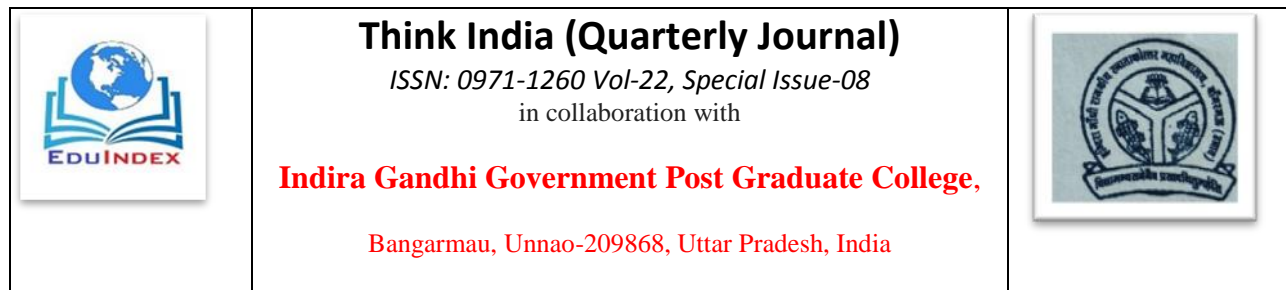 EDUINDEX
Think India (Quarterly Journal)
ISSN: 0971-1260 Vol-22, Special Issue-08
in collaboration with
Indira Gandhi Government Post Graduate College,
Bangarmau, Unnao-209868, Uttar Pradesh, India